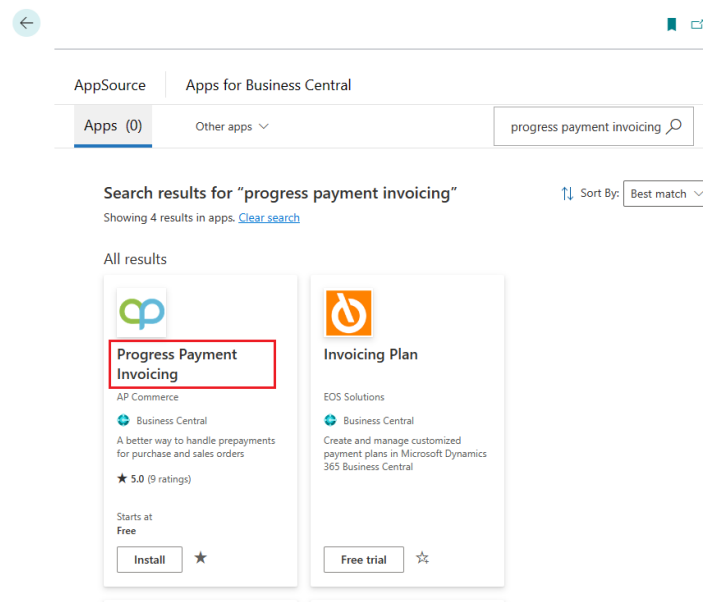 AppSource Apps for Business Central
Apps (0) Other apps progress payment invoicing
Search results for “progress payment invoicing”
Sort By: Best match
Showing 4 results in apps. Clear search
All results
Progress Payment
Invoicing
AP Commerce
Business Central
A better way to handle prepayments
for purchase and sales orders
5.0 (9 ratings)
Starts at
Free
Install
Invoicing Plan
EOS Solutions
Business Central
Create and manage customized
payment plans in Microsoft Dynamics
365 Business Central
Free trial